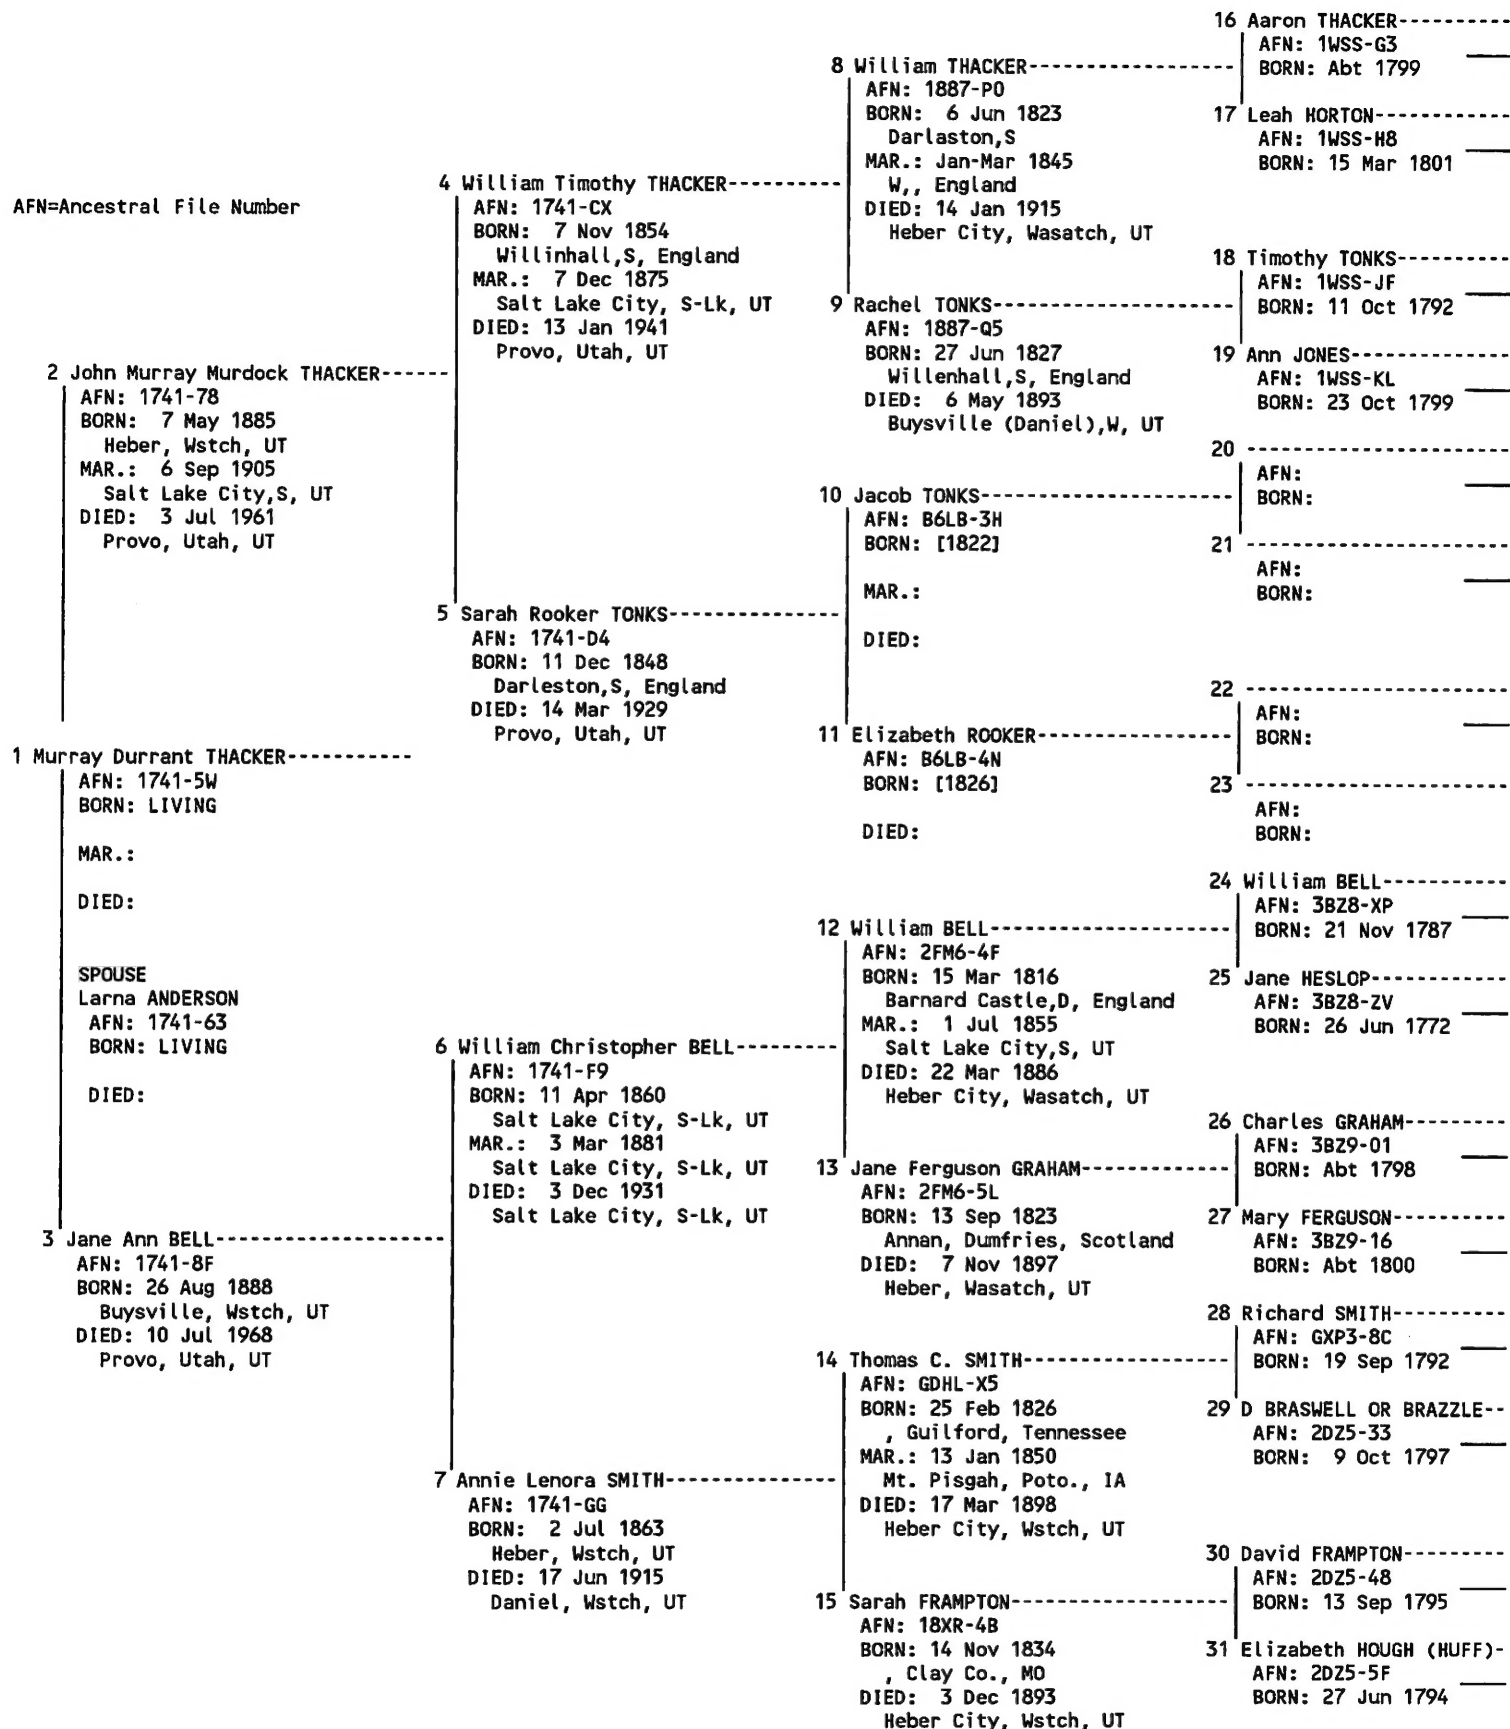 AFN=Ancestral File Number
1 Murray Durrant THACKER-----------
AFN: 1741-5W
BORN: LIVING
MAR.:
DIED:
SPOUSE
Larna ANDERSON
AFN: 1741-63
BORN: LIVING
DIED:
2 John Murray Murdock THACKER------
AFN: 1741-78
BORN: 7 May 1885
Heber, Wstch, UT
MAR.: 6 Sep 1905
Salt Lake City,S, UT
DIED: 3 Jul 1961
Provo, Utah, UT
3 Jane Ann BELL-------------------
AFN: 1741-8F
BORN: 26 Aug 1888
Buysville, Wstch, UT
DIED: 10 Jul 1968
Provo, Utah, UT
4 William Timothy THACKER----------
AFN: 1741-CX
BORN: 7 Nov 1854
Willinhall,S, England
MAR.: 7 Dec 1875
Salt Lake City, S-Lk, UT
DIED: 13 Jan 1941
Provo, Utah, UT
5 Sarah Rooker TONKS---------------
AFN: 1741-D4
BORN: 11 Dec 1848
Darleston,S, England
DIED: 14 Mar 1929
Provo, Utah, UT
6 William Christopher BELL---------
AFN: 1741-F9
BORN: 11 Apr 1860
Salt Lake City, S-Lk, UT
MAR.: 3 Mar 1881
Salt Lake City, S-Lk, UT
DIED: 3 Dec 1931
Salt Lake City, S-Lk, UT
7 Annie Lenora SMITH---------------
AFN: 1741-GG
BORN: 2 Jul 1863
Heber, Wstch, UT
DIED: 17 Jun 1915
Daniel, Wstch, UT
8 William THACKER------------------
AFN: 1887-P0
BORN: 6 Jun 1823
Darlaston,S
MAR.: Jan-Mar 1845
W,, England
DIED: 14 Jan 1915
Heber City, Wasatch, UT
9 Rachel TONKS---------------------
AFN: 1887-Q5
BORN: 27 Jun 1827
Willenhall,S, England
DIED: 6 May 1893
Buysville (Daniel),W, UT
10 Jacob TONKS----------------------
AFN: B6LB-3H
BORN: [1822]
MAR.:
DIED:
11 Elizabeth ROOKER-----------------
AFN: B6LB-4N
BORN: [1826]
DIED:
12 William BELL---------------------
AFN: 2FM6-4F
BORN: 15 Mar 1816
Barnard Castle,D, England
MAR.: 1 Jul 1855
Salt Lake City,S, UT
DIED: 22 Mar 1886
Heber City, Wasatch, UT
13 Jane Ferguson GRAHAM-------------
AFN: 2FM6-5L
BORN: 13 Sep 1823
Annan, Dumfries, Scotland
DIED: 7 Nov 1897
Heber, Wasatch, UT
14 Thomas C. SMITH------------------
AFN: GDHL-X5
BORN: 25 Feb 1826
, Guilford, Tennessee
MAR.: 13 Jan 1850
Mt. Pisgah, Poto., IA
DIED: 17 Mar 1898
Heber City, Wstch, UT
15 Sarah FRAMPTON-------------------
AFN: 18XR-4B
BORN: 14 Nov 1834
, Clay Co., MO
DIED: 3 Dec 1893
Heber City, Wstch, UT
16 Aaron THACKER----------
AFN: 1WSS-G3
BORN: Abt 1799
17 Leah HORTON------------
AFN: 1WSS-H8
BORN: 15 Mar 1801
18 Timothy TONKS----------
AFN: 1WSS-JF
BORN: 11 Oct 1792
19 Ann JONES--------------
AFN: 1WSS-KL
BORN: 23 Oct 1799
20 ------------------------
AFN:
BORN:
21 ------------------------
AFN:
BORN:
22 ------------------------
AFN:
BORN:
23 ------------------------
AFN:
BORN:
24 William BELL-----------
AFN: 3BZ8-XP
BORN: 21 Nov 1787
25 Jane HESLOP------------
AFN: 3BZ8-ZV
BORN: 26 Jun 1772
26 Charles GRAHAM---------
AFN: 3BZ9-01
BORN: Abt 1798
27 Mary FERGUSON----------
AFN: 3BZ9-16
BORN: Abt 1800
28 Richard SMITH----------
AFN: GXP3-8C
BORN: 19 Sep 1792
29 D BRASWELL OR BRAZZLE--
AFN: 2DZ5-33
BORN: 9 Oct 1797
30 David FRAMPTON---------
AFN: 2DZ5-48
BORN: 13 Sep 1795
31 Elizabeth HOUGH (HUFF)-
AFN: 2DZ5-5F
BORN: 27 Jun 1794